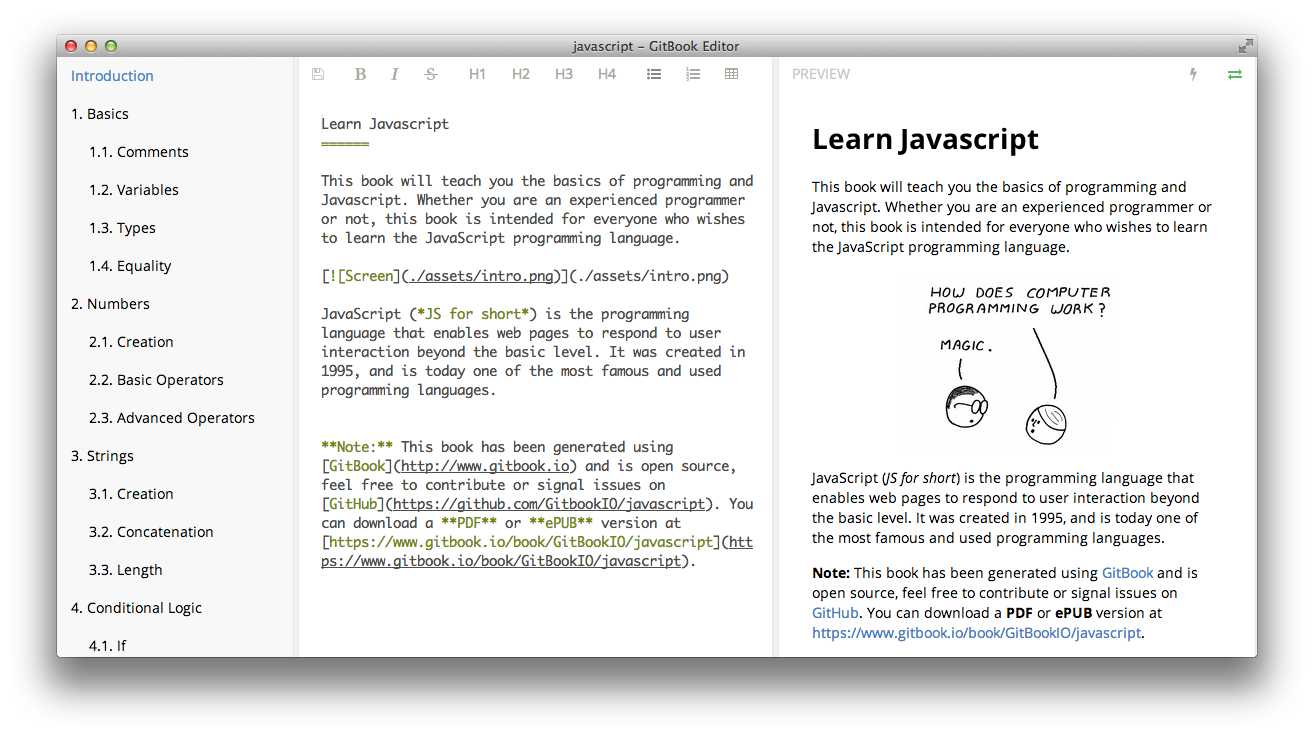 javascript – GitBook Editor
Introduction
1. Basics
1.1. Comments
1.2. Variables
1.3. Types
1.4. Equality
2. Numbers
2.1. Creation
2.2. Basic Operators
2.3. Advanced Operators
3. Strings
3.1. Creation
3.2. Concatenation
3.3. Length
4. Conditional Logic
4.1. If
B I S H1 H2 H3 H4
Learn Javascript
======
This book will teach you the basics of programming and
Javascript. Whether you are an experienced programmer
or not, this book is intended for everyone who wishes
to learn the JavaScript programming language.
[![Screen](./assets/intro.png)](./assets/intro.png)
JavaScript (*JS for short*) is the programming
language that enables web pages to respond to user
interaction beyond the basic level. It was created in
1995, and is today one of the most famous and used
programming languages.
**Note:** This book has been generated using
[GitBook](http://www.gitbook.io) and is open source,
feel free to contribute or signal issues on
[GitHub](https://github.com/GitbookIO/javascript). You
can download a **PDF** or **ePUB** version at
[https://www.gitbook.io/book/GitBookIO/javascript](htt
ps://www.gitbook.io/book/GitBookIO/javascript).
PREVIEW
Learn Javascript
This book will teach you the basics of programming and
Javascript. Whether you are an experienced programmer or
not, this book is intended for everyone who wishes to learn
the JavaScript programming language.
HOW DOES COMPUTER
PROGRAMMING WORK?
MAGIC.
JavaScript (JS for short) is the programming language that
enables web pages to respond to user interaction beyond
the basic level. It was created in 1995, and is today one of
the most famous and used programming languages.
Note: This book has been generated using GitBook and is
open source, feel free to contribute or signal issues on
GitHub. You can download a PDF or ePUB version at
https://www.gitbook.io/book/GitBookIO/javascript.